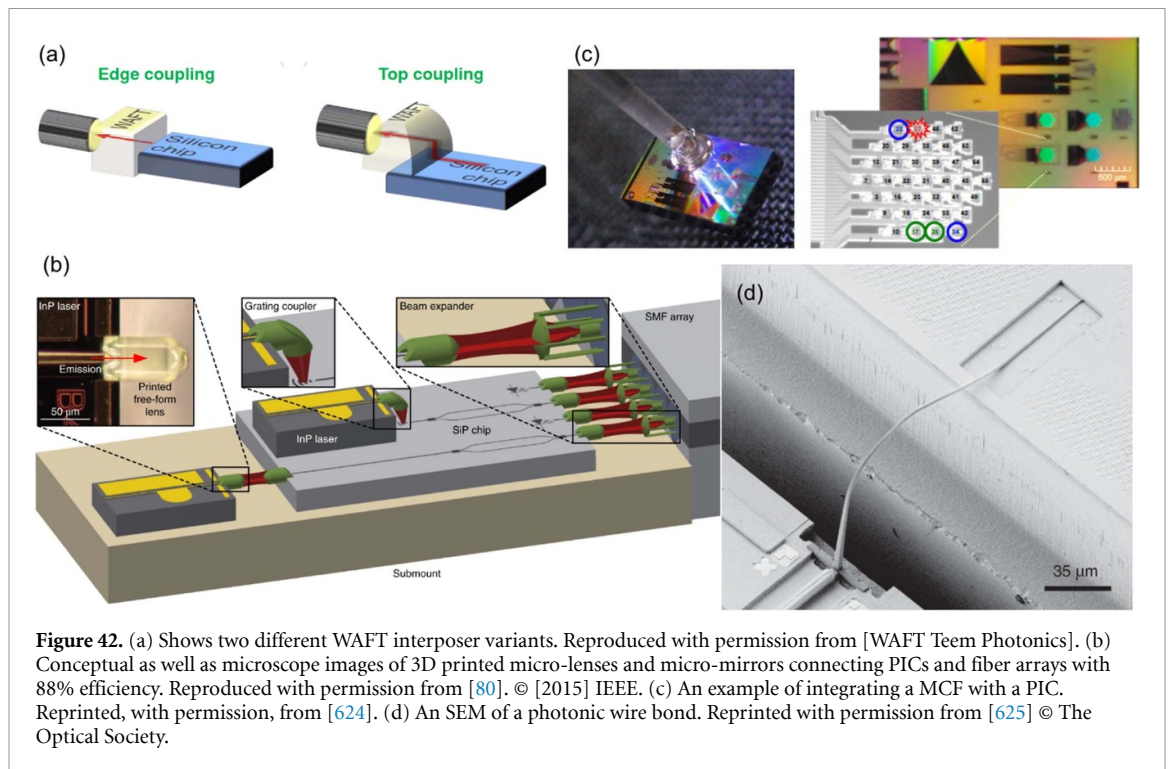 (a)
Edge coupling
Top coupling
WAFT
Silicon
chip
WAFT
Silicon
chip
(c)
600 μm
(b)
InP laser
Emission
Printed
free-form
lens
50 μm
Grating coupler
Beam expander
SMF array
InP laser
SiP chip
Submount
(d)
35 μm
Figure 42. (a) Shows two different WAFT interposer variants. Reproduced with permission from [WAFT Teem Photonics]. (b)
Conceptual as well as microscope images of 3D printed micro-lenses and micro-mirrors connecting PICs and fiber arrays with
88% efficiency. Reproduced with permission from [80]. © [2015] IEEE. (c) An example of integrating a MCF with a PIC.
Reprinted, with permission, from [624]. (d) An SEM of a photonic wire bond. Reprinted with permission from [625] © The
Optical Society.